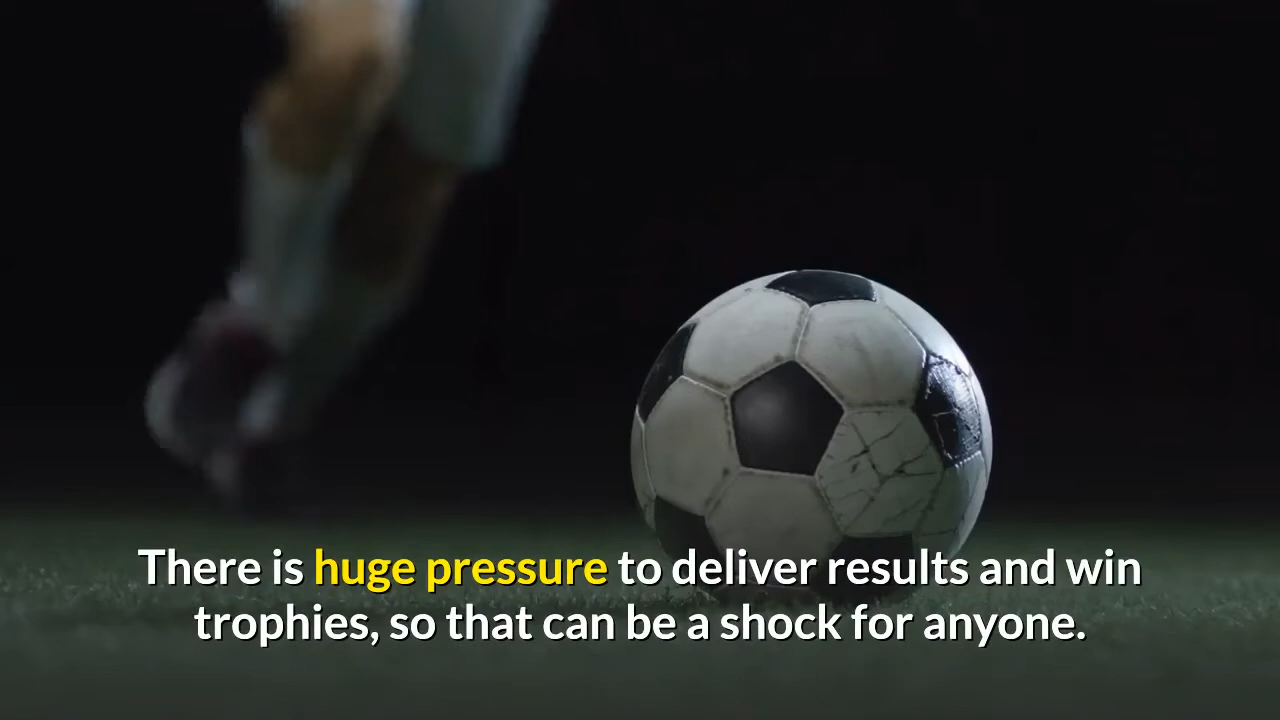 There is huge pressure to deliver results and win
trophies, so that can be a shock for anyone.